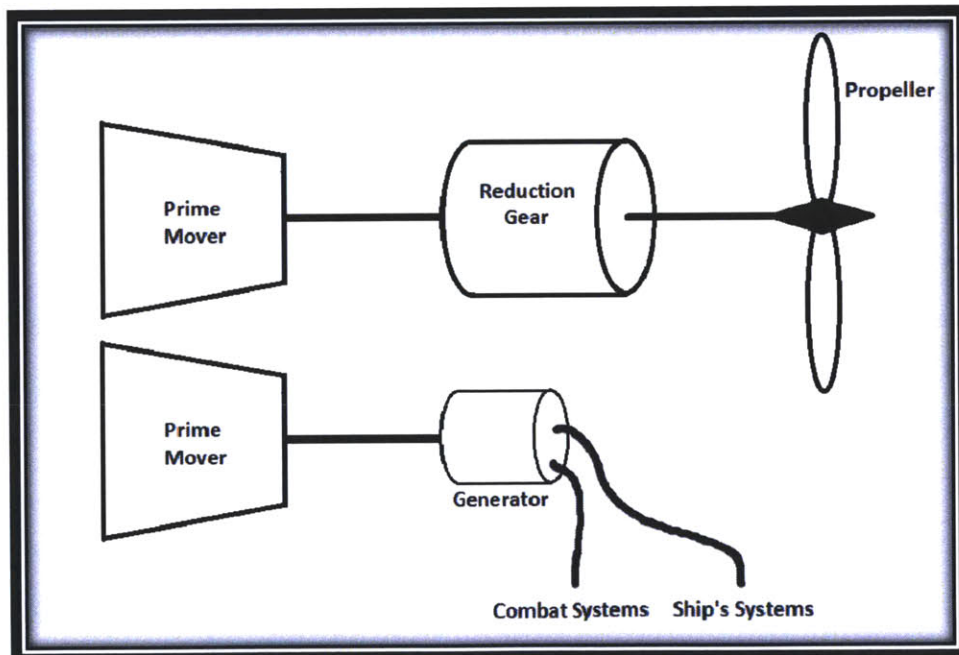 Propeller
Prime
Mover
Reduction
Gear
Prime
Mover
Generator
Combat Systems
Ship's Systems